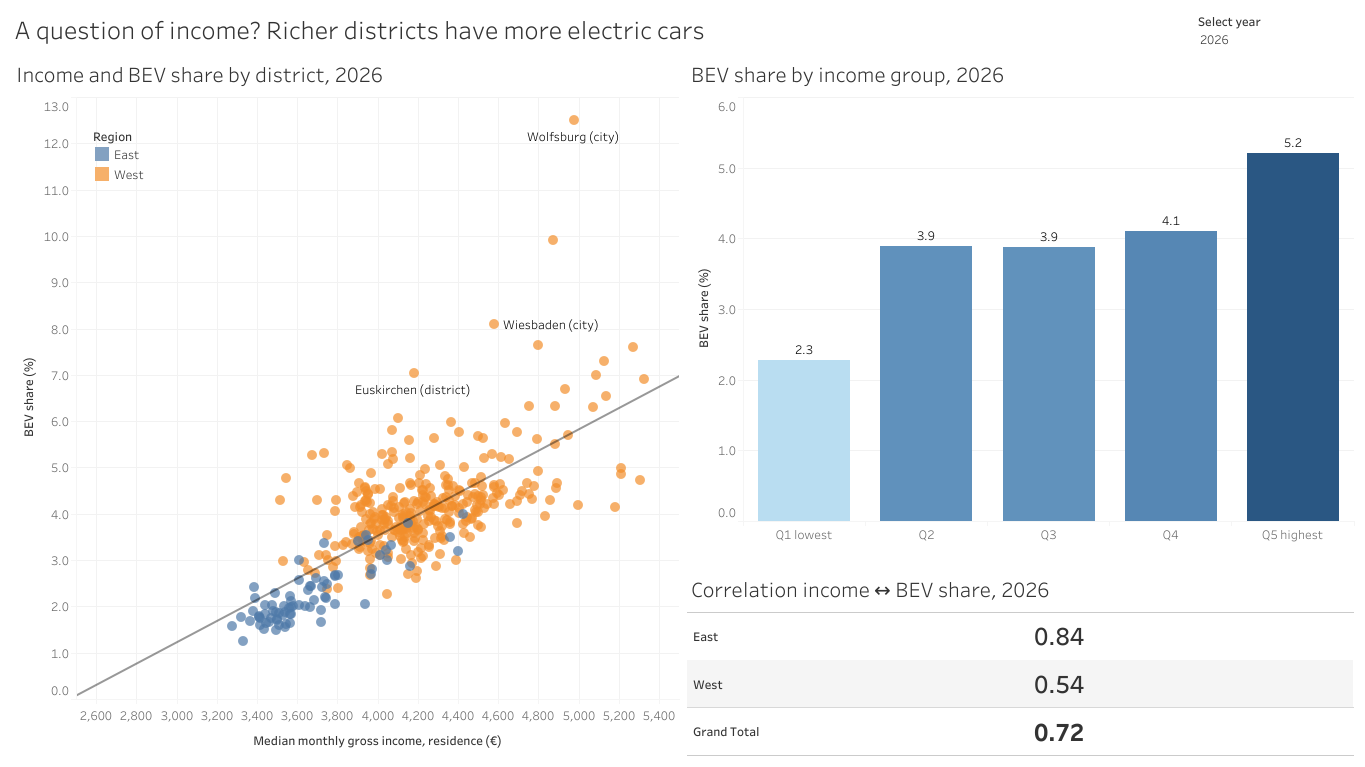 A question of income? Richer districts have more electric cars
Select year
2026
Income and BEV share by district, 2026
13.0
12.0
11.0
10.0
9.0
8.0
7.0
6.0
5.0
4.0
3.0
2.0
1.0
0.0
BEV share (%)
Region
East
West
Wolfsburg (city)
Wiesbaden (city)
Euskirchen (district)
2,600 2,800 3,000 3,200 3,400 3,600 3,800 4,000 4,200 4,400 4,600 4,800 5,000 5,200 5,400
Median monthly gross income, residence (€)
BEV share by income group, 2026
6.0
5.0
4.0
3.0
2.0
1.0
0.0
BEV share (%)
2.3
3.9
3.9
4.1
5.2
Q1 lowest Q2 Q3 Q4 Q5 highest
Correlation income ↔ BEV share, 2026
East 0.84
West 0.54
Grand Total 0.72